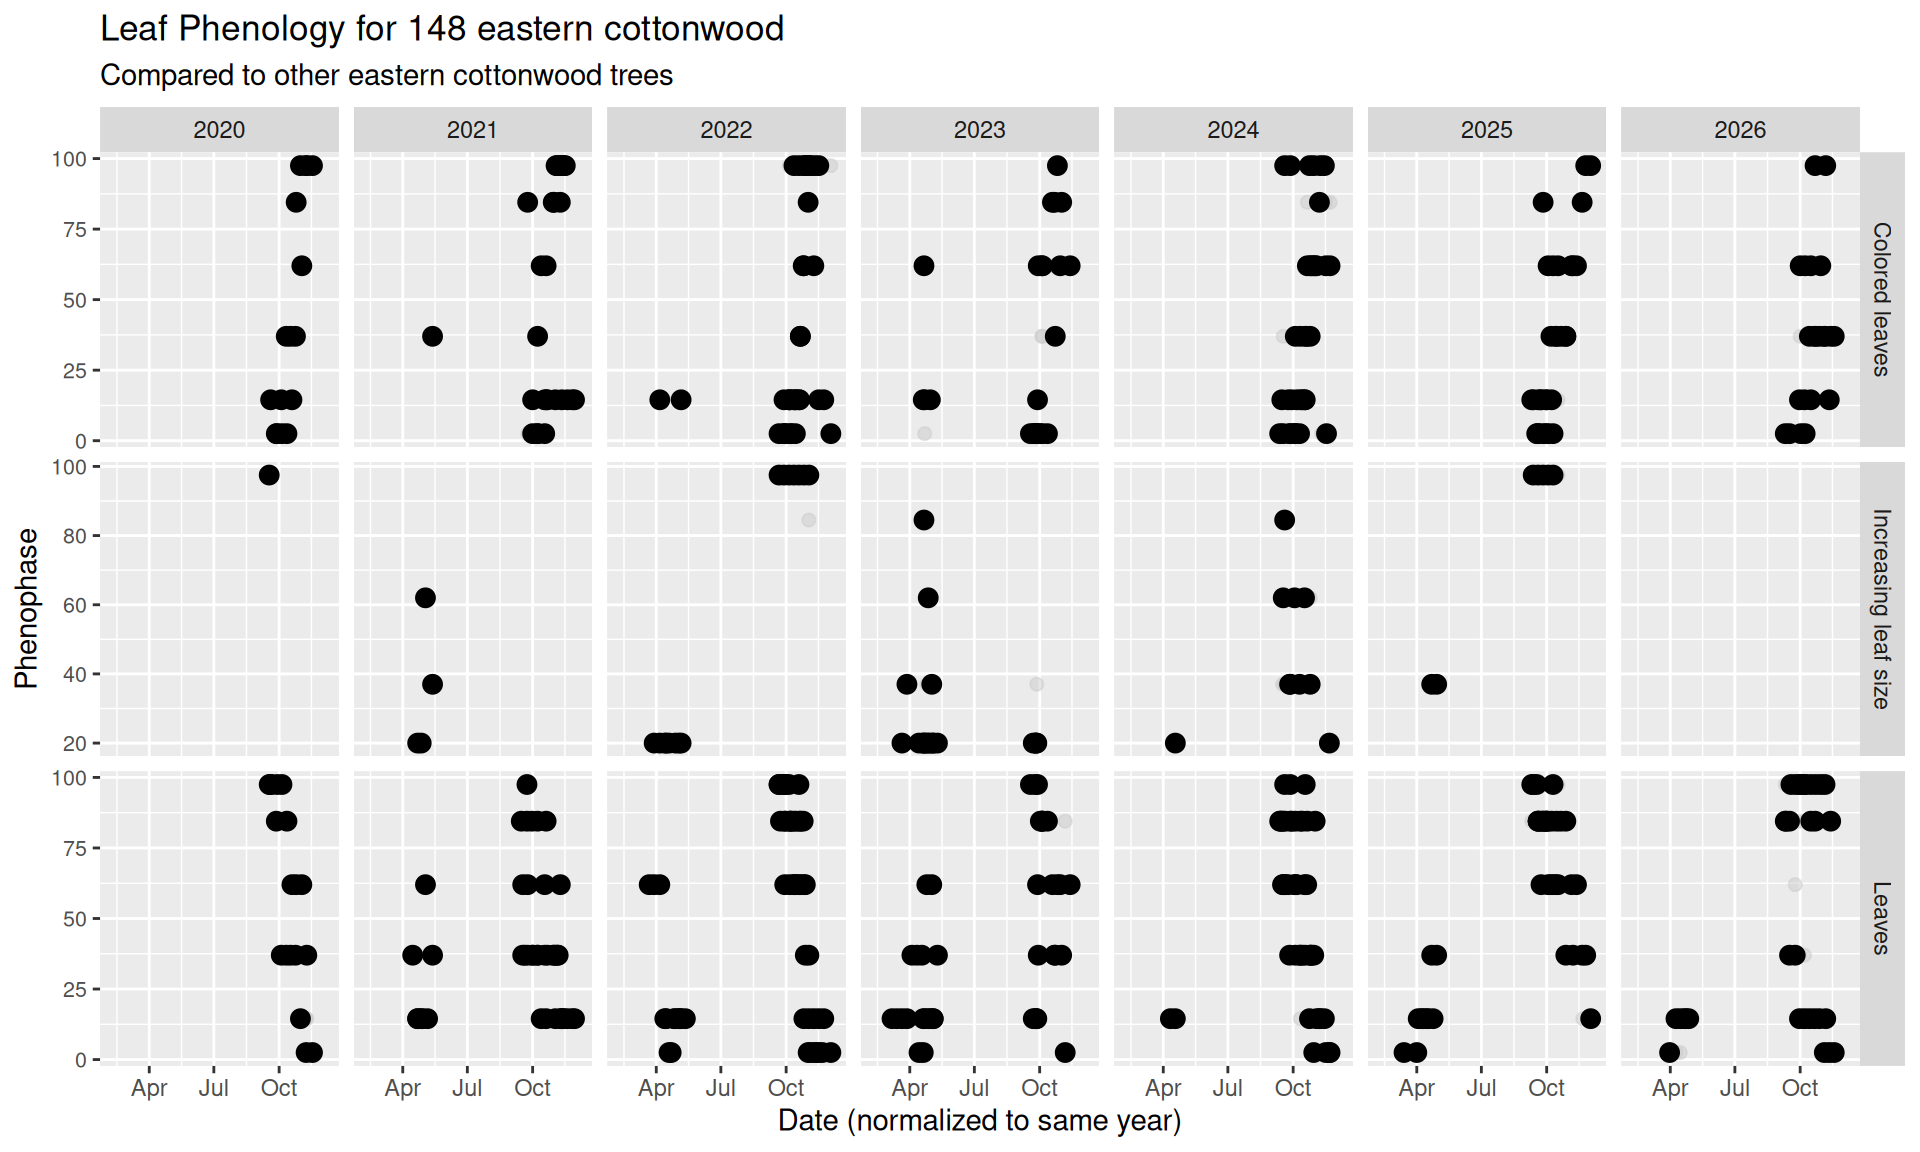 Leaf Phenology for 148 eastern cottonwood
Compared to other eastern cottonwood trees
2020 2021 2022 2023 2024 2025 2026
100
75
50
25
0
Colored leaves
100
80
60
40
20
Increasing leaf size
100
75
50
25
0
Leaves
Phenophase
Apr Jul Oct Apr Jul Oct Apr Jul Oct Apr Jul Oct Apr Jul Oct Apr Jul Oct Apr Jul Oct
Date (normalized to same year)